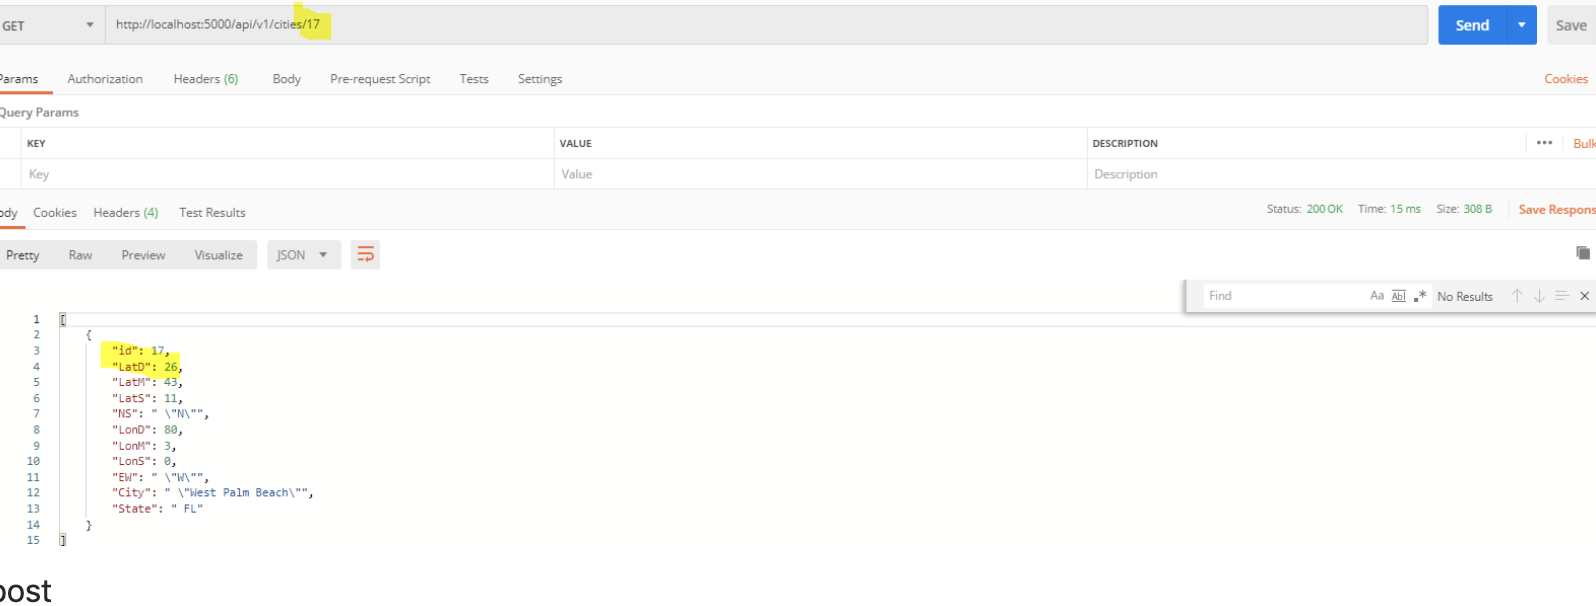 GET http://localhost:5000/api/v1/cities/17 Send Save
Params Authorization Headers (6) Body Pre-request Script Tests Settings Cookies
Query Params
KEY VALUE DESCRIPTION ••• Bulk
Key Value Description
ody Cookies Headers (4) Test Results Status: 200 OK Time: 15 ms Size: 308 B Save Respons
Pretty Raw Preview Visualize JSON
Find Aa Abl .* No Results
1 [
2 {
3 "id": 17,
4 "LatD": 26,
5 "LatM": 43,
6 "LatS": 11,
7 "NS": " \"N\"",
8 "LonD": 80,
9 "LonM": 3,
10 "LonS": 0,
11 "EW": " \"W\"",
12 "City": " \"West Palm Beach\"",
13 "State": " FL"
14 }
15 ]
post